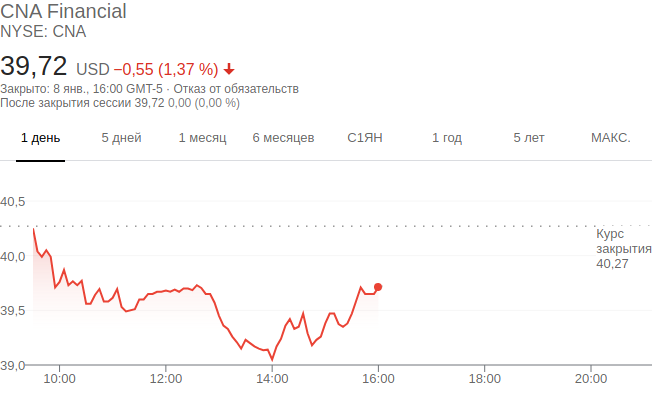 CNA Financial
NYSE: CNA
39,72 USD −0,55 (1,37 %)
Закрыто: 8 янв., 16:00 GMT-5 · Отказ от обязательств
После закрытия сессии 39,72 0,00 (0,00 %)
1 день 5 дней 1 месяц 6 месяцев С1ЯН 1 год 5 лет МАКС.
40,5
Курс
закрытия
40,27
40,0
39,5
39,0
10:00 12:00 14:00 16:00 18:00 20:00